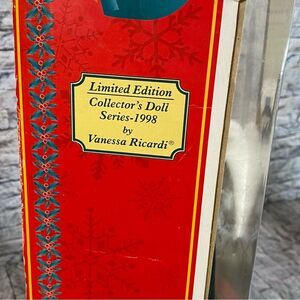 Limited Edition
Collector's Doll
Series-1998
by
Vanessa Ricardi®